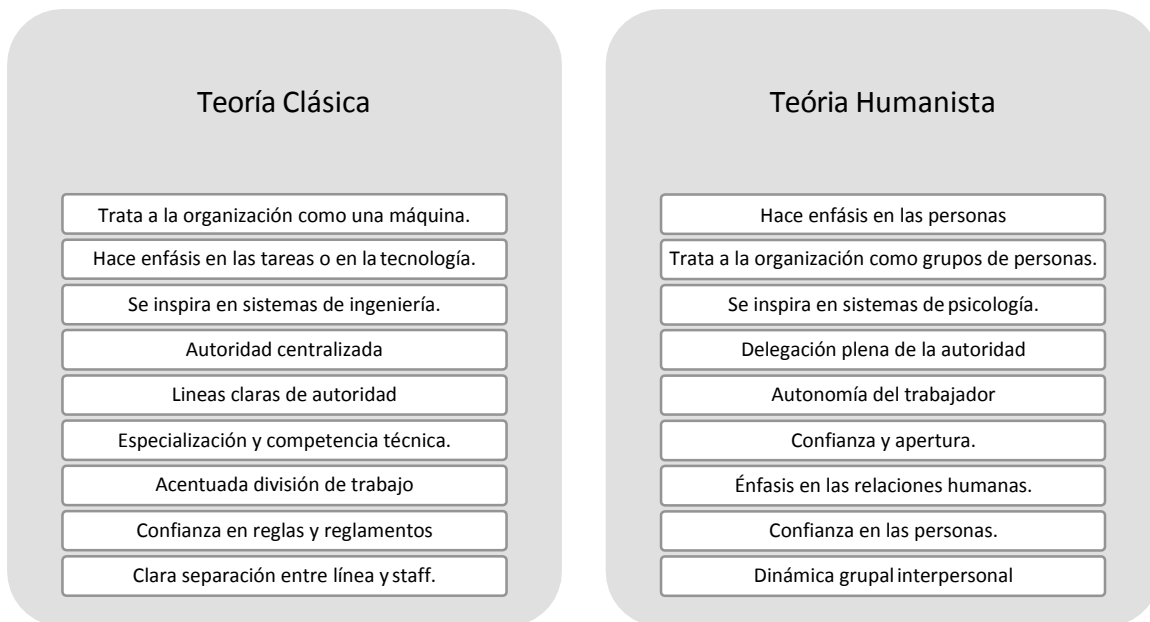 Teoría Clásica
Trata a la organización como una máquina.
Hace enfásis en las tareas o en la tecnología.
Se inspira en sistemas de ingeniería.
Autoridad centralizada
Lineas claras de autoridad
Especialización y competencia técnica.
Acentuada división de trabajo
Confianza en reglas y reglamentos
Clara separación entre línea y staff.
Teória Humanista
Hace enfásis en las personas
Trata a la organización como grupos de personas.
Se inspira en sistemas de psicología.
Delegación plena de la autoridad
Autonomía del trabajador
Confianza y apertura.
Énfasis en las relaciones humanas.
Confianza en las personas.
Dinámica grupal interpersonal